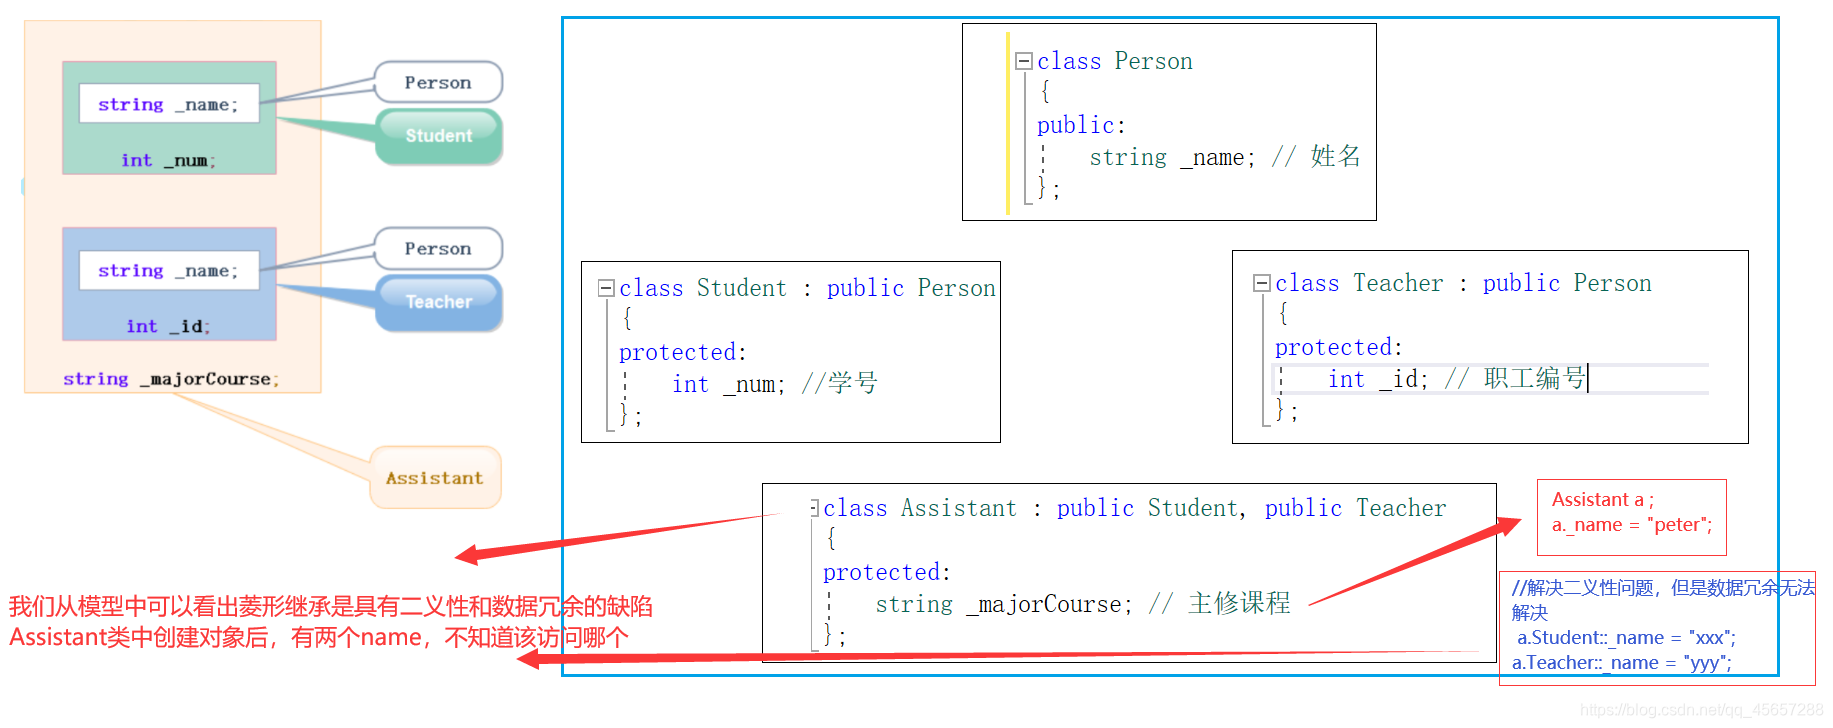 string _name;
Person
Student
int _num;
string _name;
Person
Teacher
int _id;
string _majorCourse;
Assistant
class Person
{
public:
string _name; // 姓名
};
class Student : public Person
{
protected:
int _num; //学号
};
class Teacher : public Person
{
protected:
int _id; // 职工编号
};
class Assistant : public Student, public Teacher
{
protected:
string _majorCourse; // 主修课程
};
Assistant a ;
a._name = "peter";
//解决二义性问题，但是数据冗余无法
解决
a.Student::_name = "xxx";
a.Teacher::_name = "yyy";
我们从模型中可以看出菱形继承是具有二义性和数据冗余的缺陷
Assistant类中创建对象后，有两个name，不知道该访问哪个
https://blog.csdn.net/qq_45657288